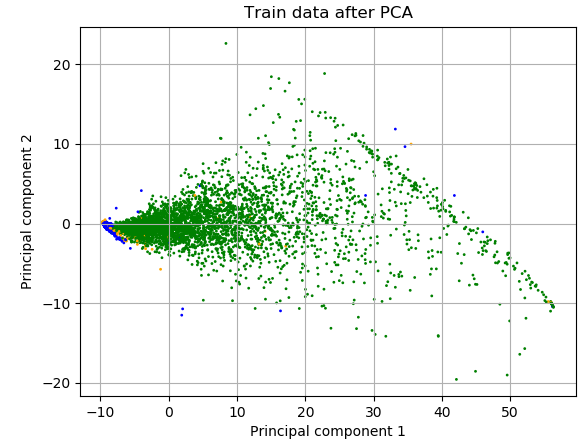 Train data after PCA
20
10
0
−10
−20
Principal component 2
−10 0 10 20 30 40 50
Principal component 1